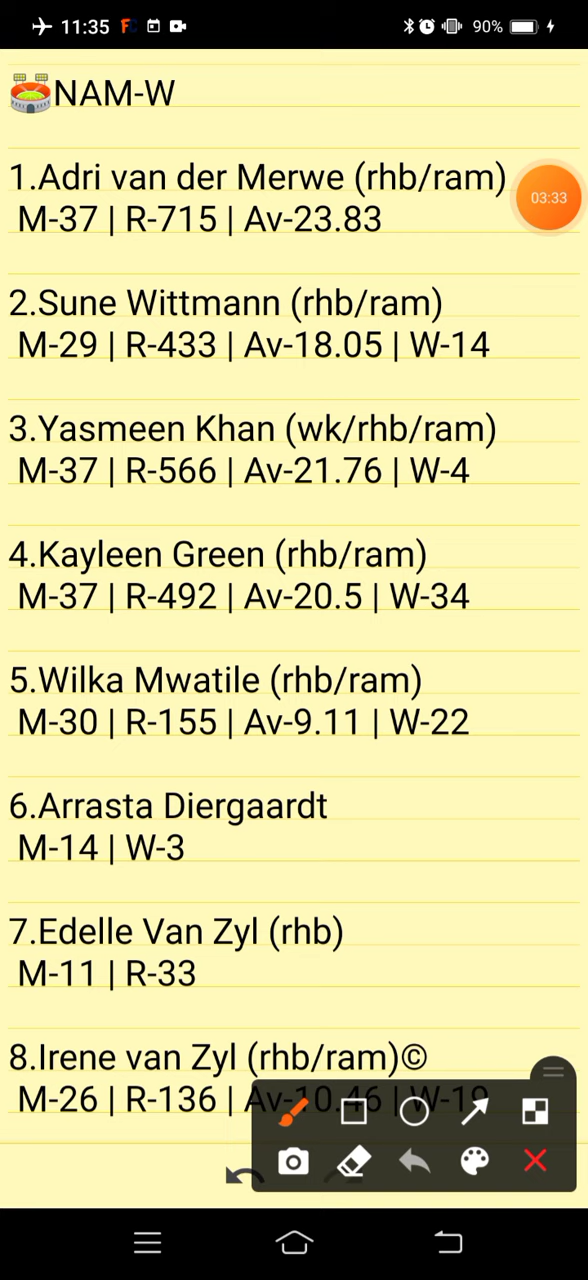 11:35
90%
NAM-W
1.Adri van der Merwe (rhb/ram)
M-37 | R-715 | Av-23.83
03:33
2.Sune Wittmann (rhb/ram)
M-29 | R-433 | Av-18.05 | W-14
3.Yasmeen Khan (wk/rhb/ram)
M-37 | R-566 | Av-21.76 | W-4
4.Kayleen Green (rhb/ram)
M-37 | R-492 | Av-20.5 | W-34
5.Wilka Mwatile (rhb/ram)
M-30 | R-155 | Av-9.11 | W-22
6.Arrasta Diergaardt
M-14 | W-3
7.Edelle Van Zyl (rhb)
M-11 | R-33
8.Irene van Zyl (rhb/ram)©
M-26 | R-136 | Av-10.46 | W-19